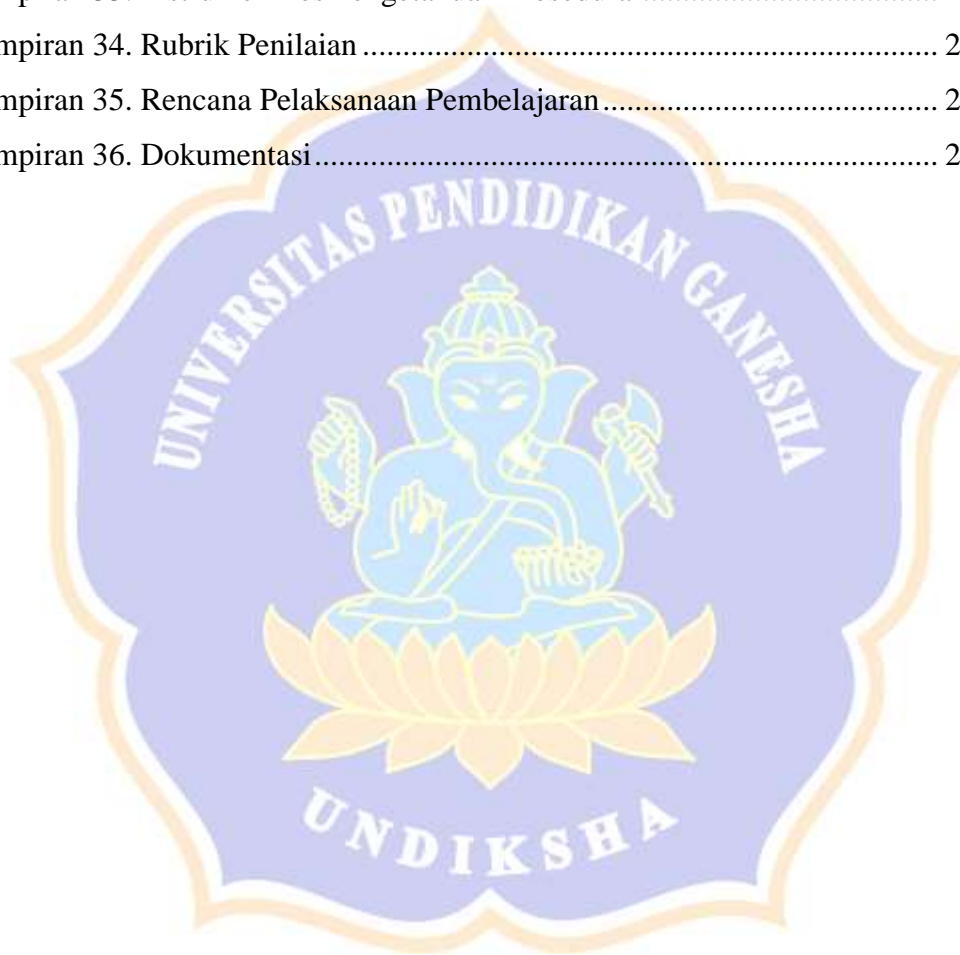 mpiran 34. Rubrik Penilaian ........................................................................ 2
mpiran 35. Rencana Pelaksanaan Pembelajaran .......................................... 2
mpiran 36. Dokumentasi .............................................................................. 2
UNIVERSITAS PENDIDIKAN GANESHA
UNDIKSHA